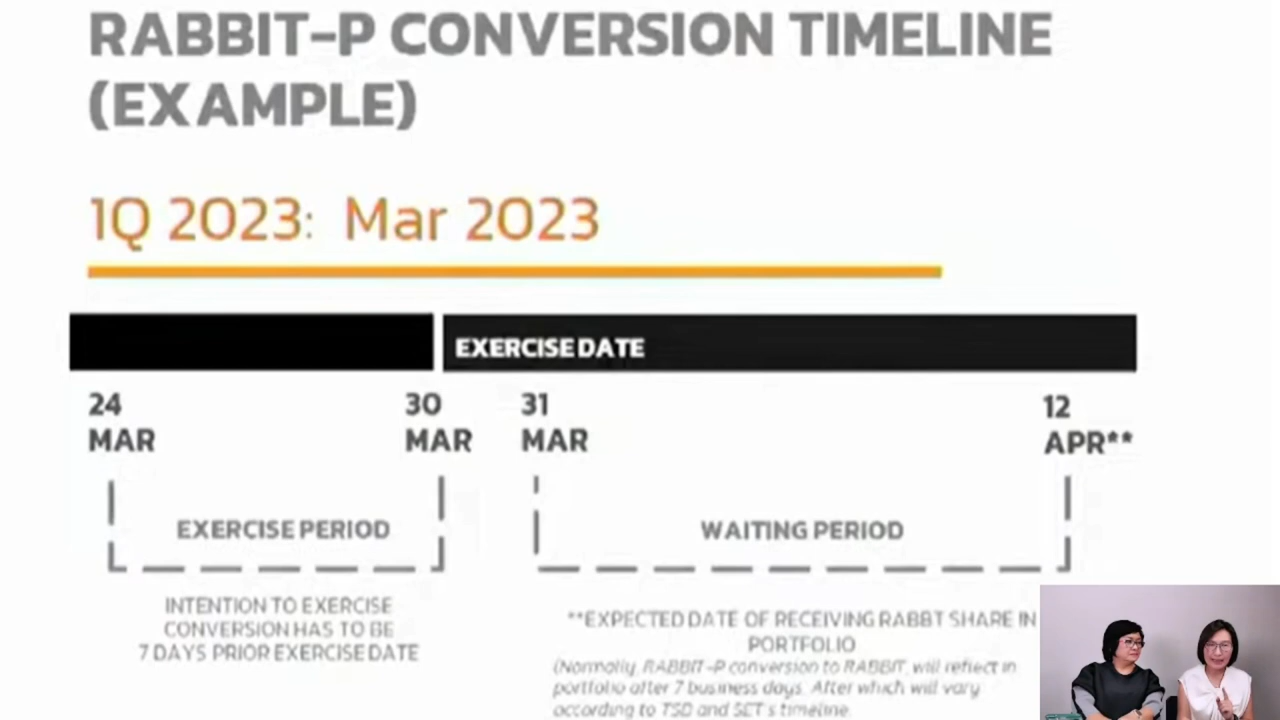 RABBIT-P CONVERSION TIMELINE
(EXAMPLE)
1Q 2023: Mar 2023
EXERCISE DATE
24
MAR
30
MAR
31
MAR
12
APR**
EXERCISE PERIOD
WAITING PERIOD
INTENTION TO EXERCISE
CONVERSION HAS TO BE
7 DAYS PRIOR EXERCISE DATE
**EXPECTED DATE OF RECEIVING RABBT SHARE IN
PORTFOLIO
(Normally, RABBIT-P conversion to RABBIT, will reflect in
portfolio after 7 business days. After which will vary
according to TSD and SET's timeline.